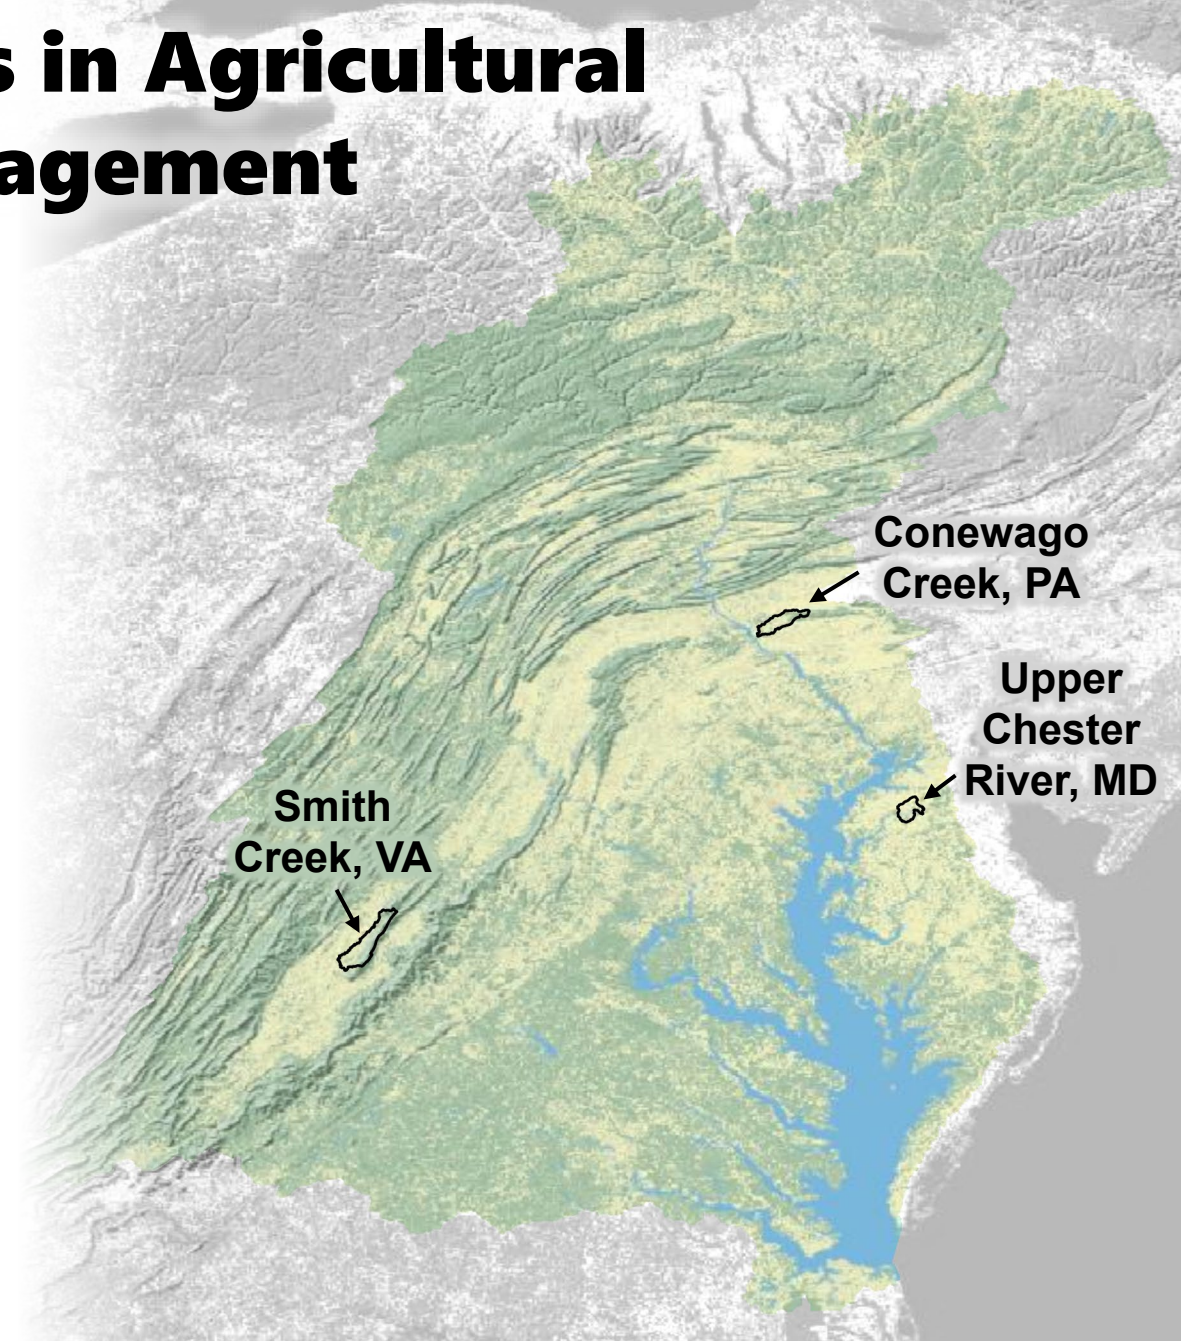 s in Agricultural
agement
Conewago
Creek, PA
Upper
Chester
River, MD
Smith
Creek, VA